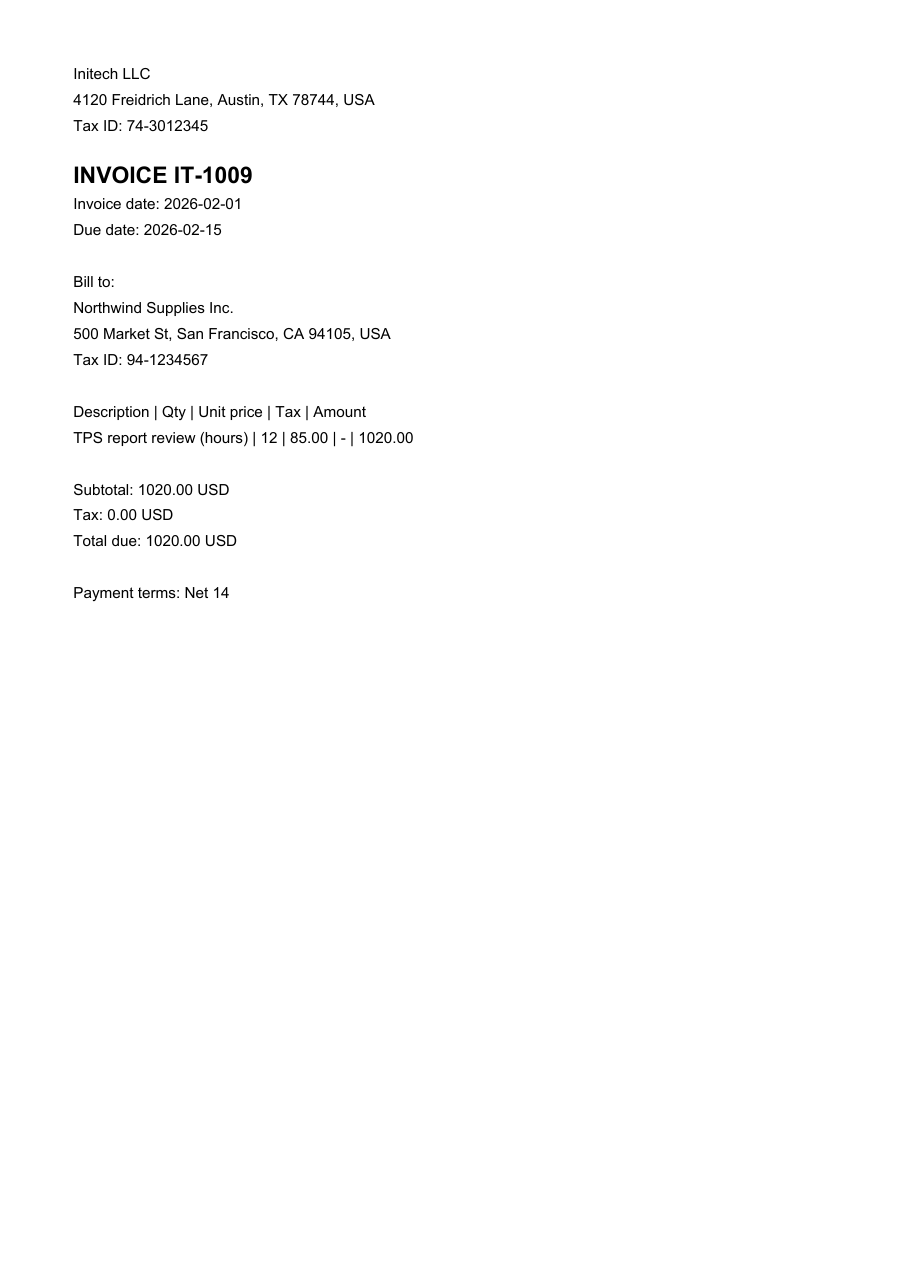 Initech LLC
4120 Freidrich Lane, Austin, TX 78744, USA
Tax ID: 74-3012345
INVOICE IT-1009
Invoice date: 2026-02-01
Due date: 2026-02-15
Bill to:
Northwind Supplies Inc.
500 Market St, San Francisco, CA 94105, USA
Tax ID: 94-1234567
Description | Qty | Unit price | Tax | Amount
TPS report review (hours) | 12 | 85.00 | - | 1020.00
Subtotal: 1020.00 USD
Tax: 0.00 USD
Total due: 1020.00 USD
Payment terms: Net 14